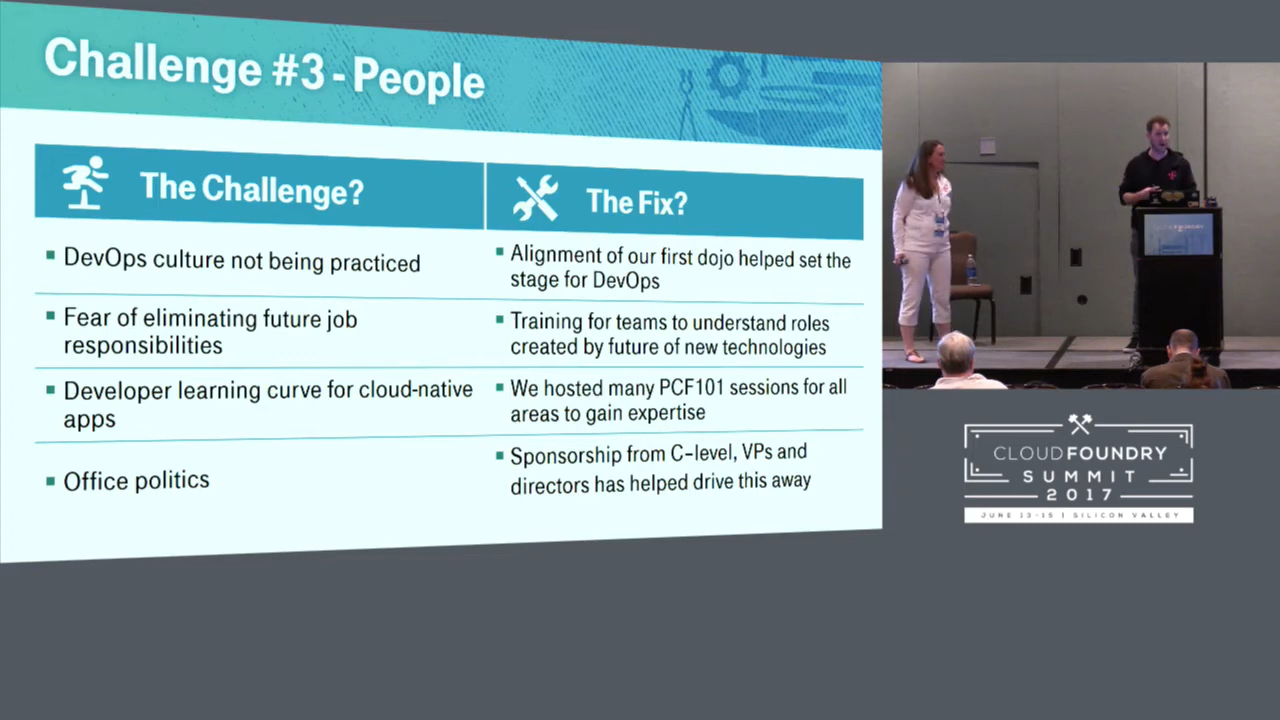 Challenge #3 - People
The Challenge?
The Fix?
▪ DevOps culture not being practiced
▪ Alignment of our first dojo helped set the
stage for DevOps
▪ Fear of eliminating future job
responsibilities
▪ Training for teams to understand roles
created by future of new technologies
▪ Developer learning curve for cloud-native
apps
▪ We hosted many PCF101 sessions for all
areas to gain expertise
▪ Office politics
▪ Sponsorship from C-level, VPs and
directors has helped drive this away
CLOUDFOUNDRY
SUMMIT
2017
JUNE 13-15 | SILICON VALLEY